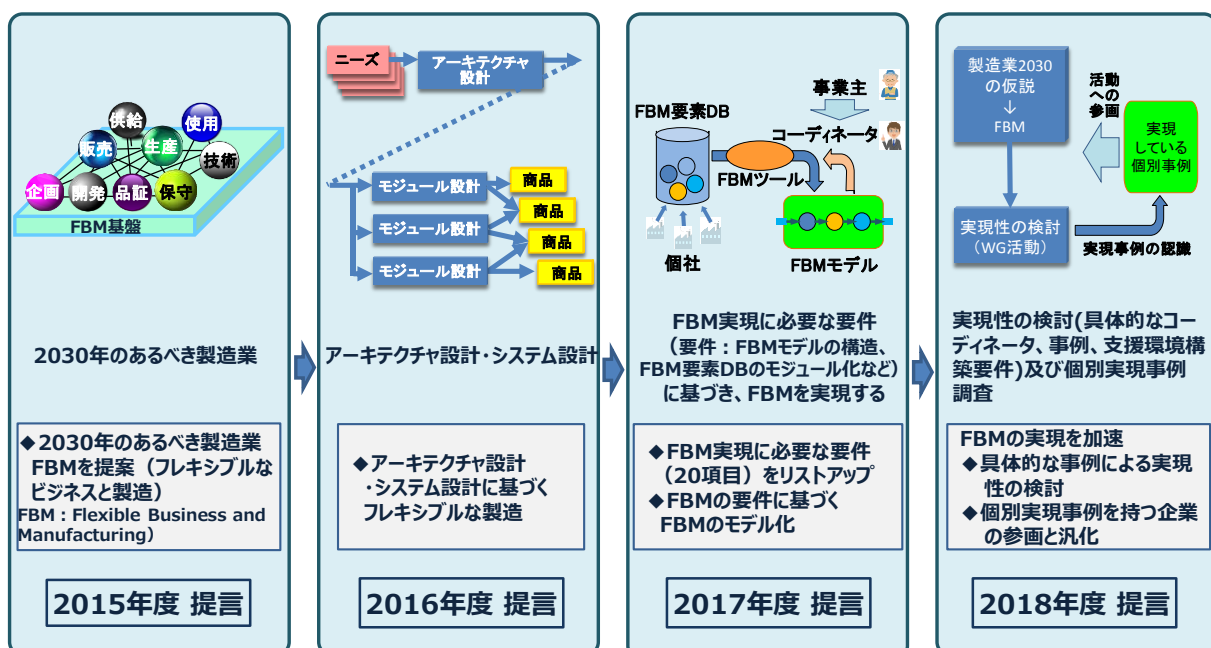 供給
使用
販売
生産
技術
企画
開発
品証
保守
FBM基盤
2030年のあるべき製造業
◆2030年のあるべき製造業
FBMを提案（フレキシブルな
ビジネスと製造）
FBM：Flexible Business and
Manufacturing）
2015年度 提言
ニーズ
アーキテクチャ
設計
モジュール設計
商品
商品
モジュール設計
商品
モジュール設計
商品
アーキテクチャ設計・システム設計
◆アーキテクチャ設計
・システム設計に基づく
フレキシブルな製造
2016年度 提言
事業主
FBM要素DB
コーディネータ
FBMツール
個社
FBMモデル
FBM実現に必要な要件
（要件：FBMモデルの構造、
FBM要素DBのモジュール化など）
に基づき、FBMを実現する
◆FBM実現に必要な要件
（20項目）をリストアップ
◆FBMの要件に基づく
FBMのモデル化
2017年度 提言
製造業2030
の仮説
↓
FBM
活動
への
参画
実現
している
個別事例
実現性の検討
（WG活動）
実現事例の認識
実現性の検討(具体的なコー
ディネータ、事例、支援環境構
築要件)及び個別実現事例
調査
FBMの実現を加速
◆具体的な事例による実現
性の検討
◆個別実現事例を持つ企業
の参画と汎化
2018年度 提言